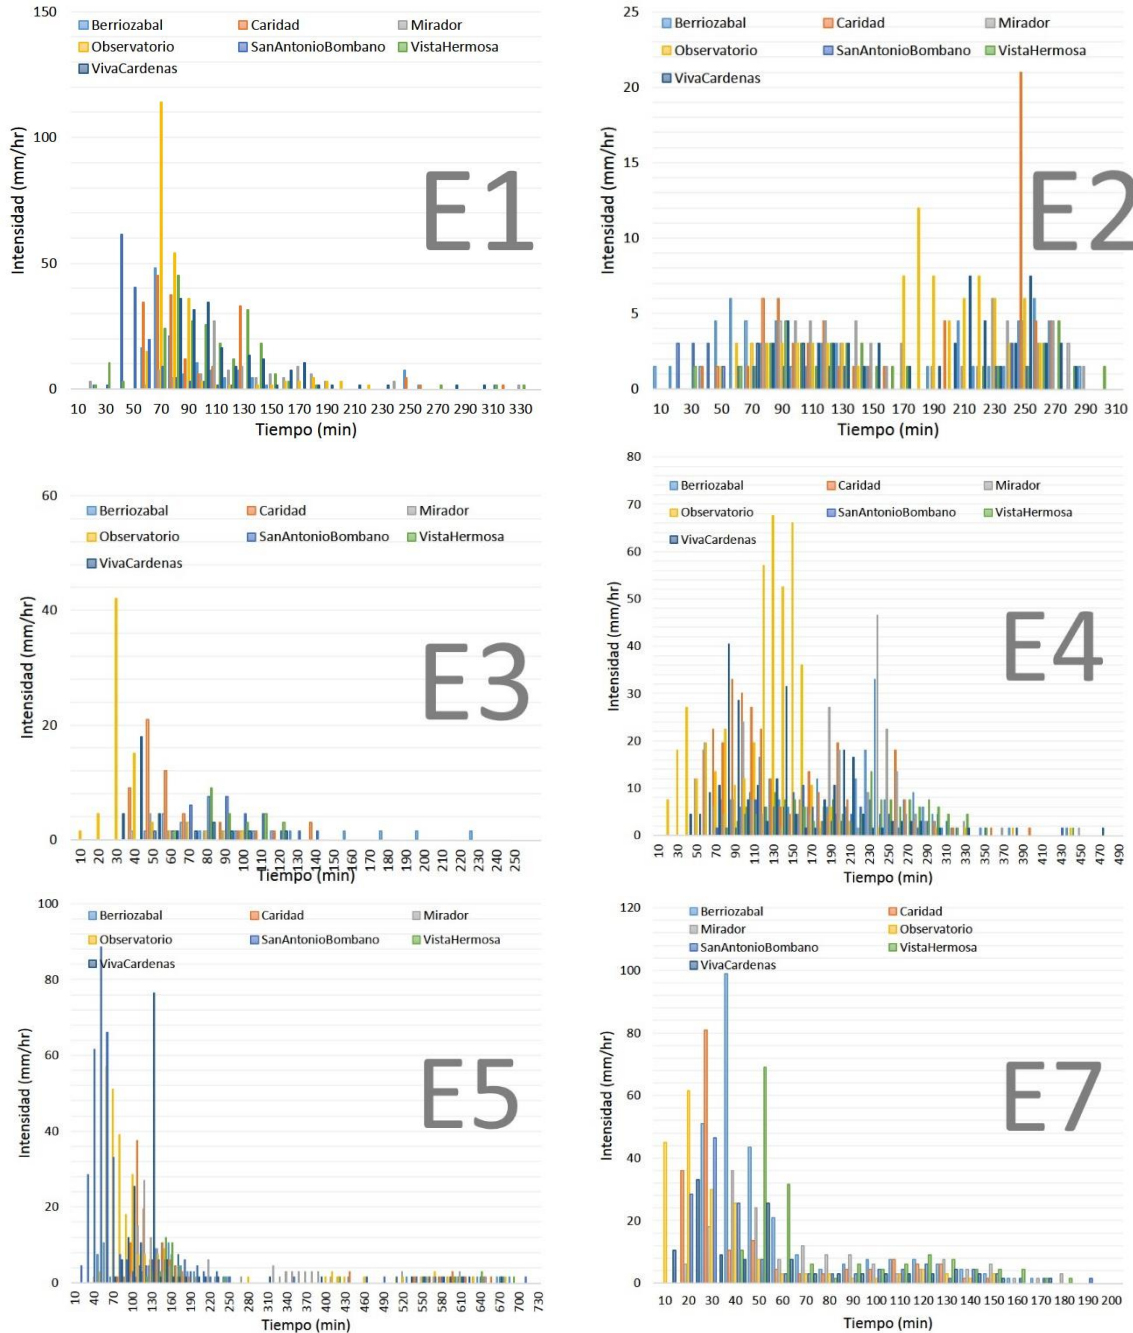 150
100
50
0
Intensidad (mm/hr)
Berriozabal Caridad Mirador
Observatorio SanAntonioBombano VistaHermosa
VivaCardenas
E1
10 30 50 70 90 110 130 150 170 190 210 230 250 270 290 310 330
Tiempo (min)
25
20
15
10
5
0
Intensidad (mm/hr)
Berriozabal Caridad Mirador
Observatorio SanAntonioBombano VistaHermosa
VivaCardenas
E2
10 30 50 70 90 110 130 150 170 190 210 230 250 270 290 310
Tiempo (min)
60
40
20
0
Intensidad (mm/hr)
Berriozabal Caridad Mirador
Observatorio SanAntonioBombano VistaHermosa
VivaCardenas
E3
10 20 30 40 50 60 70 80 90 100 110 120 130 140 150 160 170 180 190 200 210 220 230 240 250
Tiempo (min)
80
70
60
50
40
30
20
10
0
Intensidad (mm/hr)
Berriozabal Caridad Mirador
Observatorio SanAntonioBombano VistaHermosa
VivaCardenas
E4
10 30 50 70 90 110 130 150 170 190 210 230 250 270 290 310 330 350 370 390 410 430 450 470 490
Tiempo (min)
100
80
60
40
20
0
Intensidad (mm/hr)
Berriozabal Caridad Mirador
Observatorio SanAntonioBombano VistaHermosa
VivaCardenas
E5
10 40 70 100 130 160 190 220 250 280 310 340 370 400 430 460 490 520 550 580 610 640 670 700 730
Tiempo (min)
120
100
80
60
40
20
0
Intensidad (mm/hr)
Berriozabal Caridad
Mirador Observatorio
SanAntonioBombano VistaHermosa
VivaCardenas
E7
10 20 30 40 50 60 70 80 90 100 110 120 130 140 150 160 170 180 190 200
Tiempo (min)